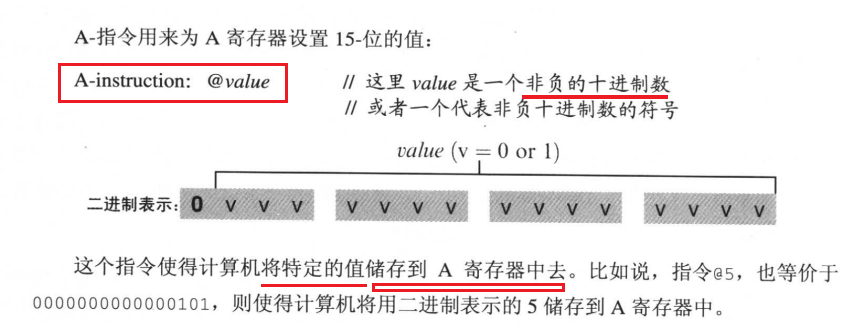 A-指令用来为 A 寄存器设置 15-位的值：
A-instruction: @value // 这里 value 是一个非负的十进制数
// 或者一个代表非负十进制数的符号
value (v = 0 or 1)
二进制表示： 0 v v v v v v v v v v v v v v v
这个指令使得计算机将特定的值储存到 A 寄存器中去。比如说，指令@5，也等价于
0000000000000101，则使得计算机将用二进制表示的 5 储存到 A 寄存器中。